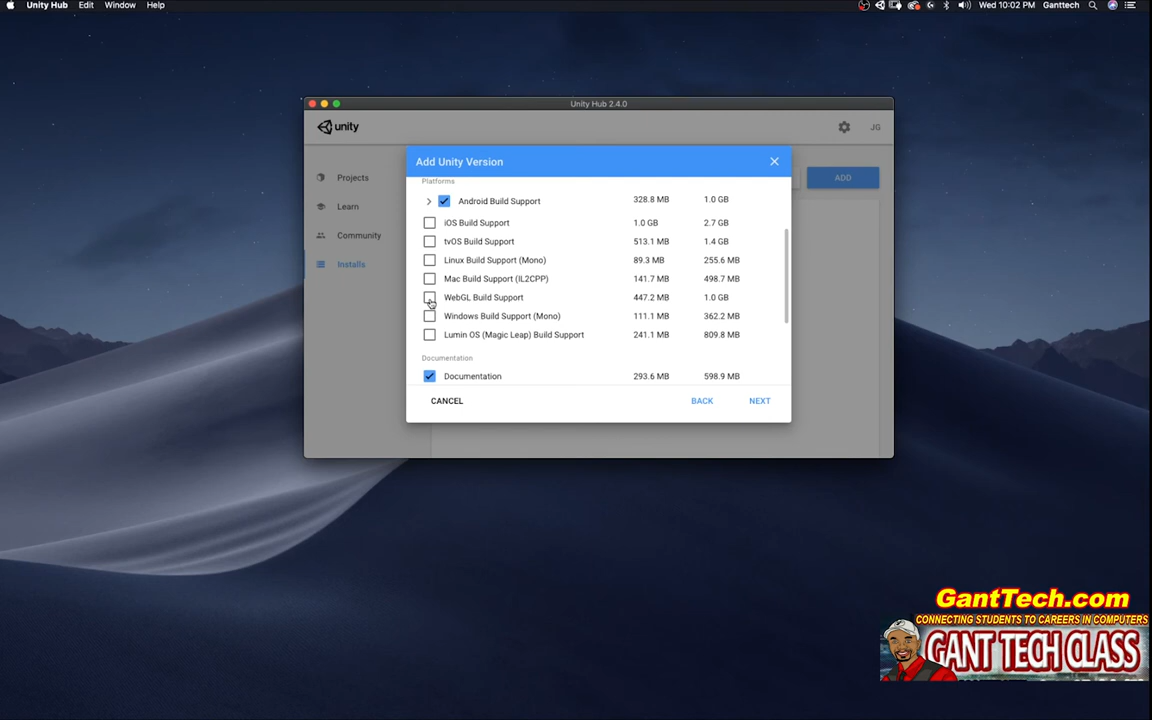 Unity Hub Edit Window Help Wed 10:02 PM Ganttech
Unity Hub 2.4.0
unity JG
Add Unity Version
Projects
Learn
Community
Installs
ADD
Platforms
Android Build Support 328.8 MB 1.0 GB
iOS Build Support 1.0 GB 2.7 GB
tvOS Build Support 513.1 MB 1.4 GB
Linux Build Support (Mono) 89.3 MB 255.6 MB
Mac Build Support (IL2CPP) 141.7 MB 498.7 MB
WebGL Build Support 447.2 MB 1.0 GB
Windows Build Support (Mono) 111.1 MB 362.2 MB
Lumin OS (Magic Leap) Build Support 241.1 MB 809.8 MB
Documentation
Documentation 293.6 MB 598.9 MB
CANCEL BACK NEXT
GantTech.com
CONNECTING STUDENTS TO CAREERS IN COMPUTERS
GANT TECH CLASS